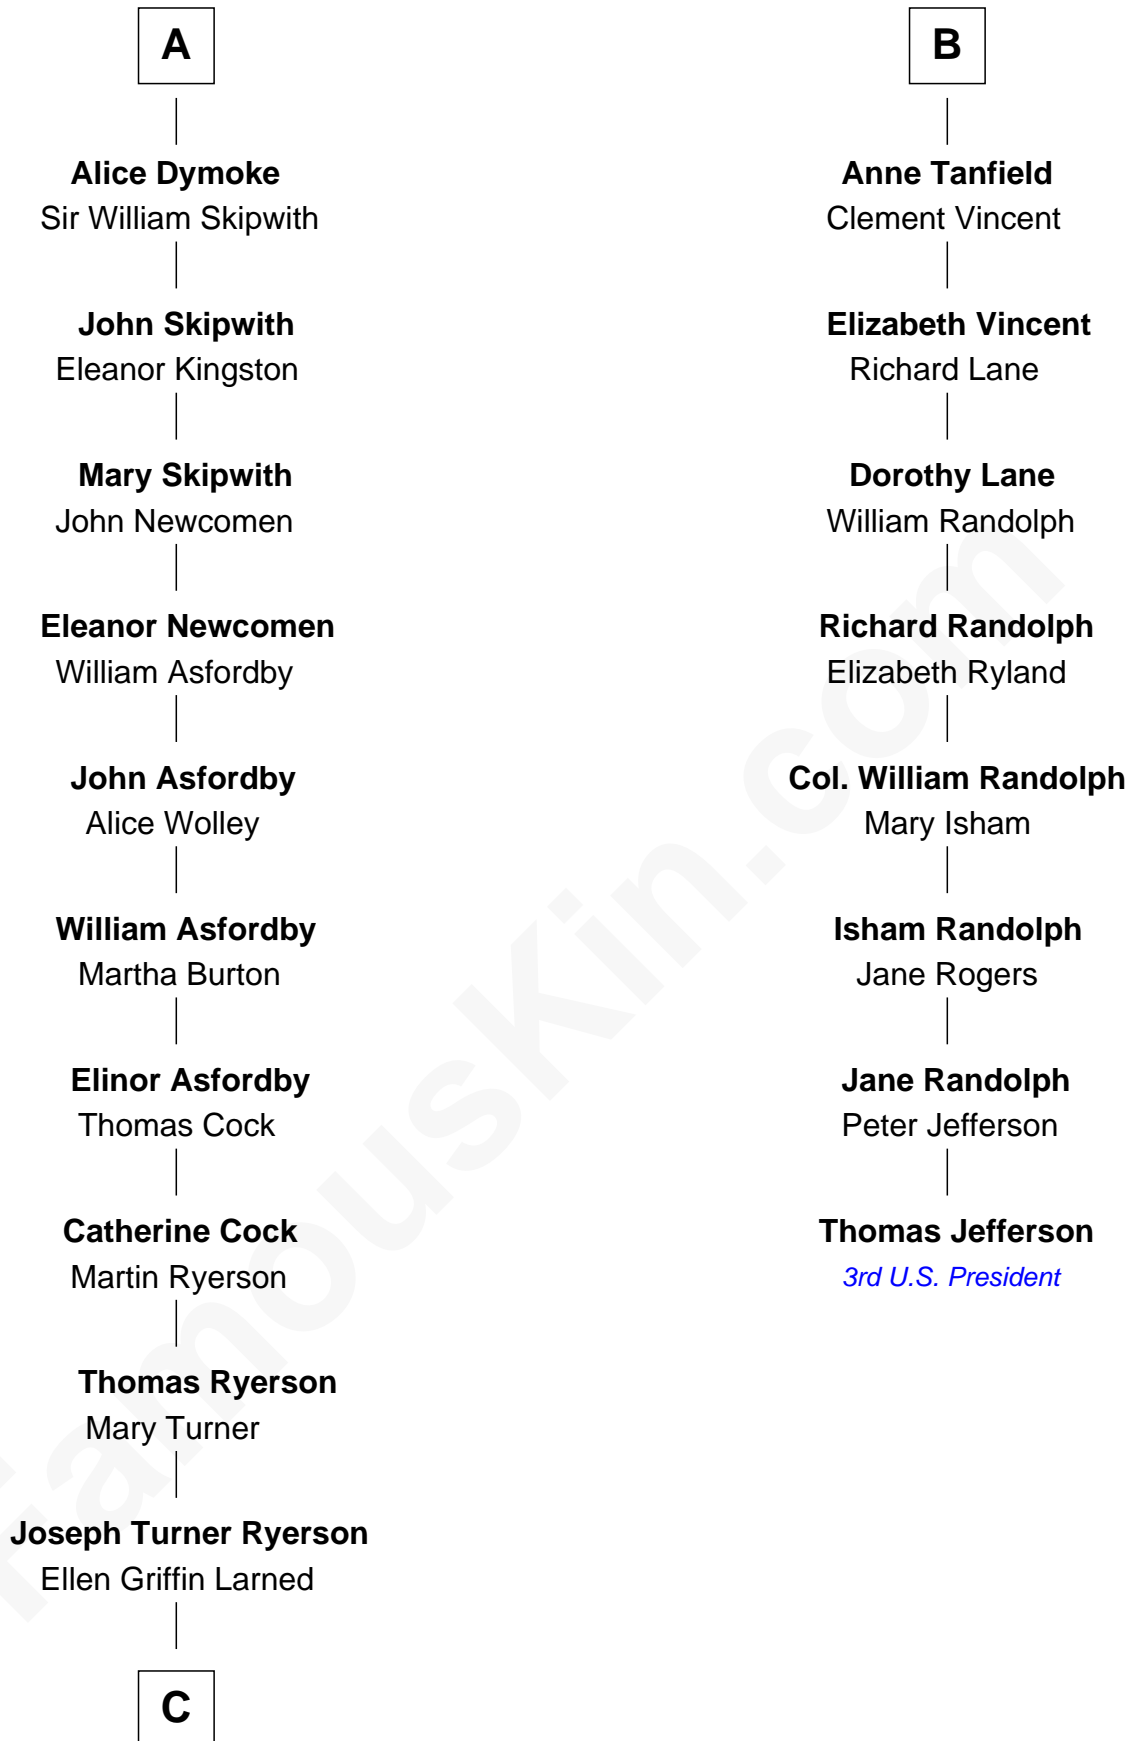 A
Alice Dymoke
Sir William Skipwith
John Skipwith
Eleanor Kingston
Mary Skipwith
John Newcomen
Eleanor Newcomen
William Asfordby
John Asfordby
Alice Wolley
William Asfordby
Martha Burton
Elinor Asfordby
Thomas Cock
Catherine Cock
Martin Ryerson
Thomas Ryerson
Mary Turner
Joseph Turner Ryerson
Ellen Griffin Larned
C
B
Anne Tanfield
Clement Vincent
Elizabeth Vincent
Richard Lane
Dorothy Lane
William Randolph
Richard Randolph
Elizabeth Ryland
Col. William Randolph
Mary Isham
Isham Randolph
Jane Rogers
Jane Randolph
Peter Jefferson
Thomas Jefferson
3rd U.S. President
FamousKin.com